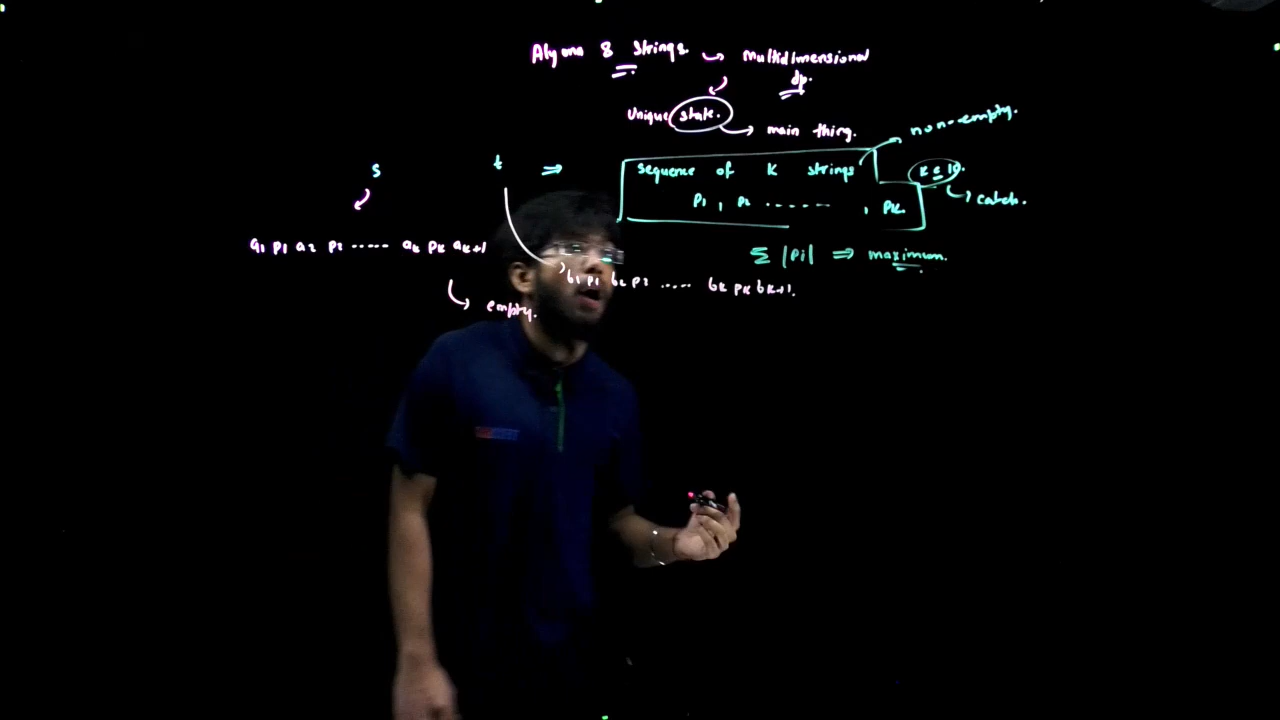 Alyona & Strings ↪ multidimensional
dp.
Unique state.
→ main thing.
non-empty.
s t ⇒ sequence of k strings k ≤ 10.
p1, p2 ......., pk.
→ catch.
a1 p1 a2 p2 ..... ak pk ak+1
Σ |pi| ⇒ maximum.
b1 p1 b2 p2 ..... bk pk bk+1.
empty.